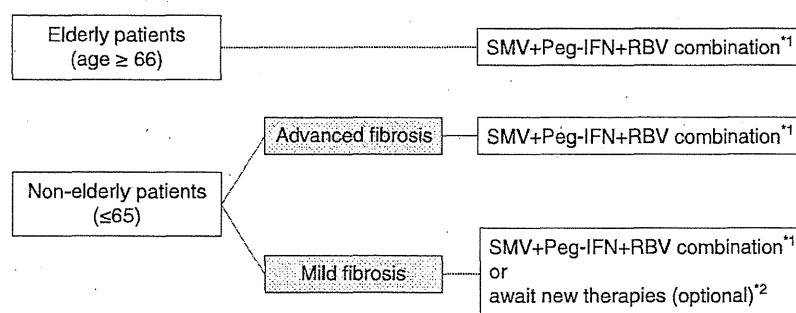 Elderly patients
(age ≥ 66)
SMV+Peg-IFN+RBV combination*1
Advanced fibrosis
SMV+Peg-IFN+RBV combination*1
Non-elderly patients
(≤65)
Mild fibrosis
SMV+Peg-IFN+RBV combination*1
or
await new therapies (optional)*2